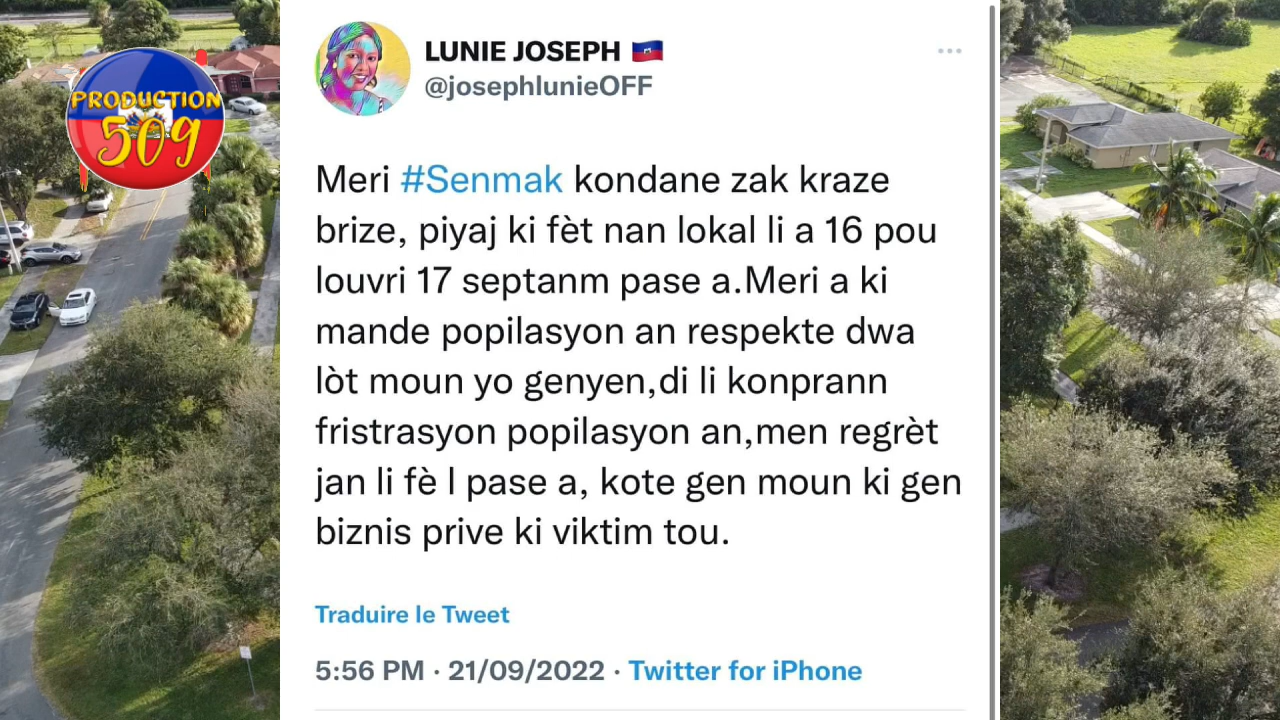 PRODUCTION
509
LUNIE JOSEPH 🇭🇹
@josephlunieOFF
Meri #Senmak kondane zak kraze
brize, piyaj ki fèt nan lokal li a 16 pou
louvri 17 septanm pase a.Meri a ki
mande popilasyon an respekte dwa
lòt moun yo genyen,di li konprann
fristrasyon popilasyon an,men regrèt
jan li fè l pase a, kote gen moun ki gen
biznis prive ki viktim tou.
Traduire le Tweet
5:56 PM · 21/09/2022 · Twitter for iPhone